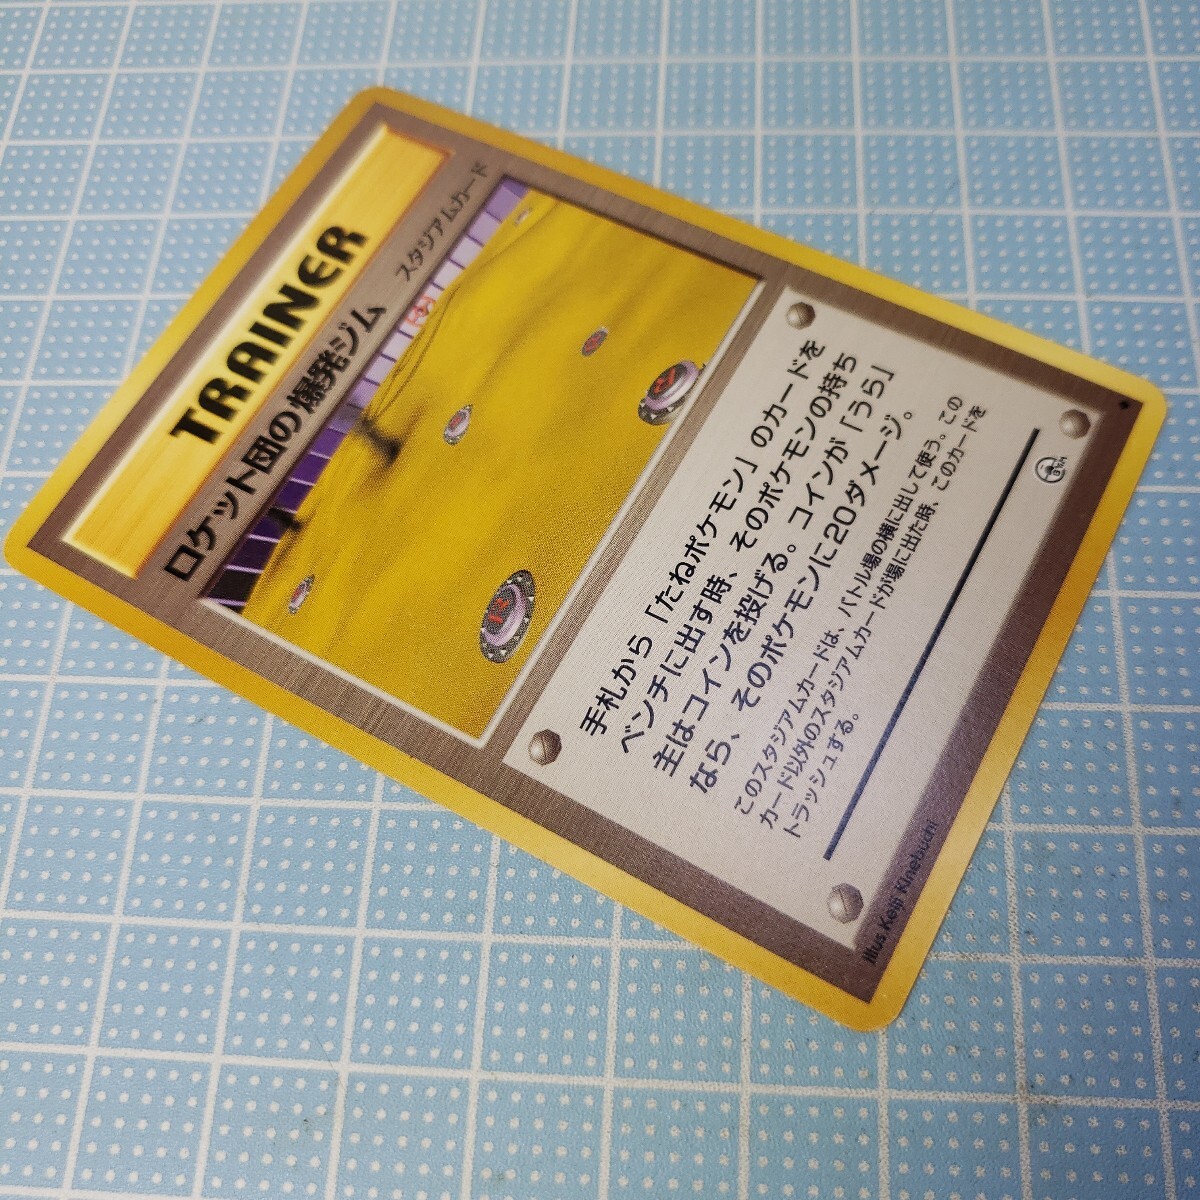 TRAINER
ロケット団の爆発ジム
スタジアムカード
手札から「たねポケモン」のカードを
ベンチに出す時、そのポケモンの持ち
主はコインを投げる。コインが「うら」
なら、そのポケモンに20ダメージ。
このスタジアムカードは、バトル場の横に出して使う。この
カード以外のスタジアムカードが場に出た時、このカードを
トラッシュする。
Illus Keiji Kinebuchi